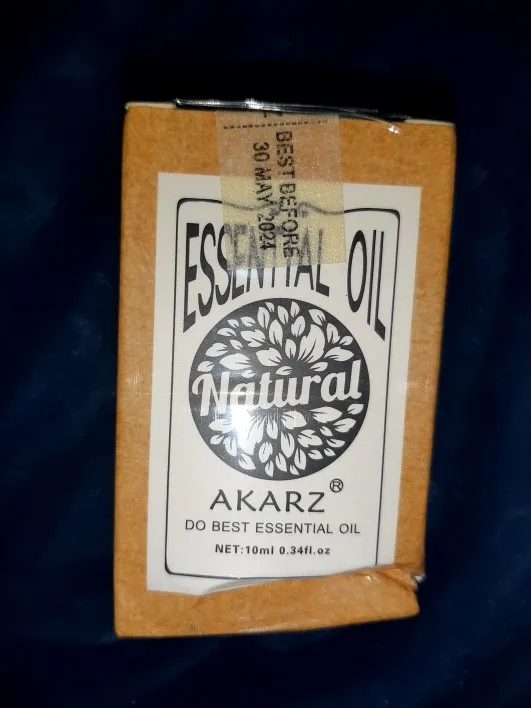 BEST BEFORE
30 MAY 2024
ESSENTIAL OIL
Natural
AKARZ®
DO BEST ESSENTIAL OIL
NET:10ml 0.34fl.oz